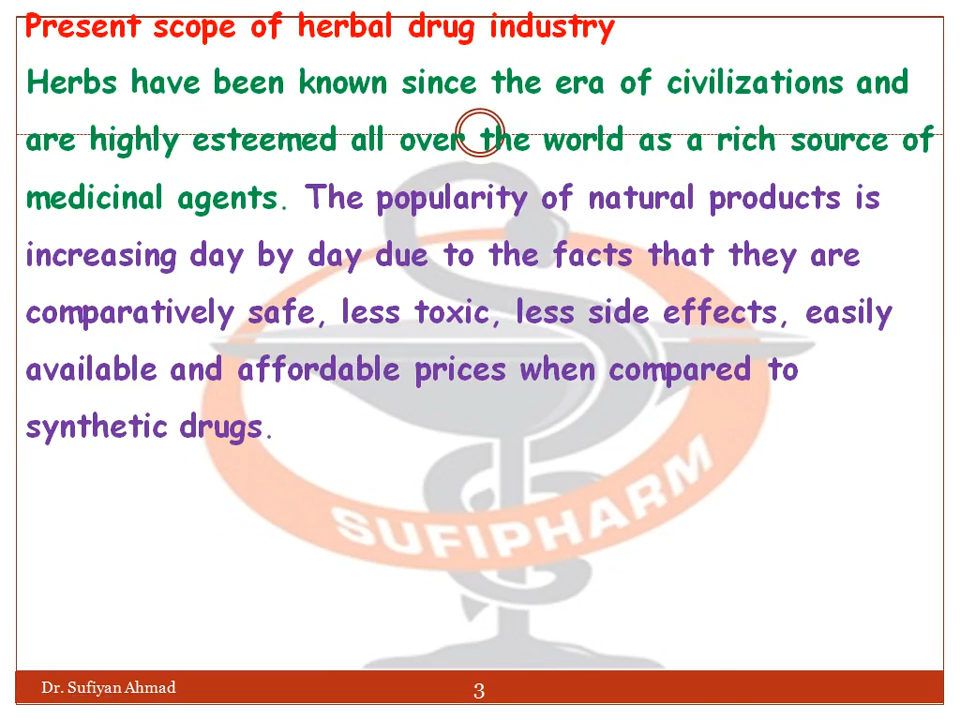 Present scope of herbal drug industry
Herbs have been known since the era of civilizations and
are highly esteemed all over the world as a rich source of
medicinal agents. The popularity of natural products is
increasing day by day due to the facts that they are
comparatively safe, less toxic, less side effects, easily
available and affordable prices when compared to
synthetic drugs.
SUFIPHARM
Dr. Sufiyan Ahmad
3